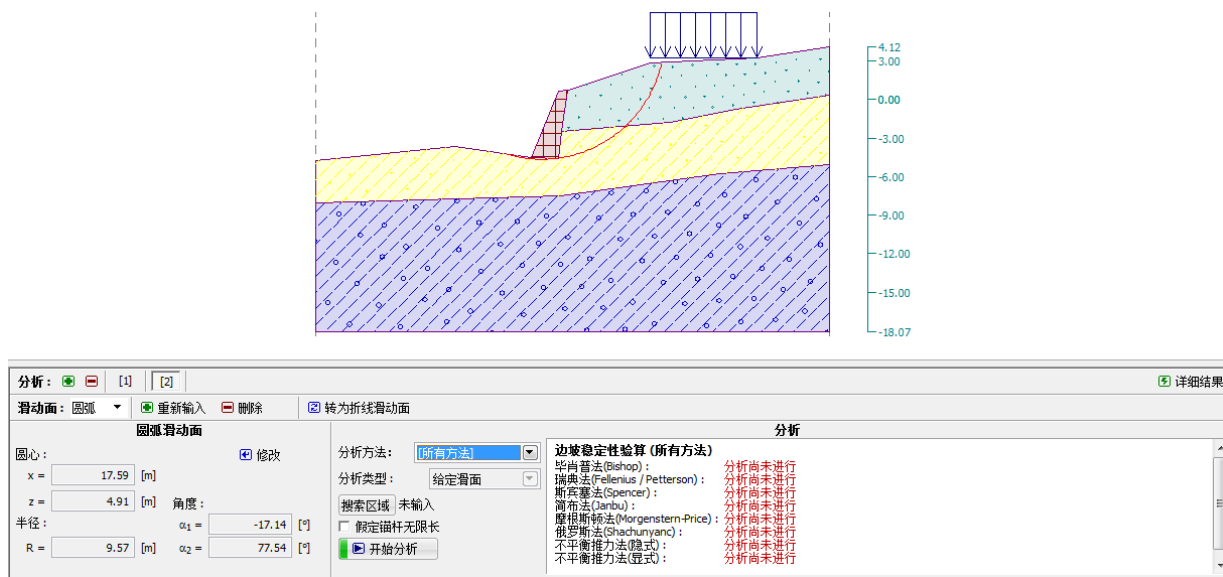 4.12
3.00
0.00
-3.00
-6.00
-9.00
-12.00
-15.00
-18.07
分析： [1] [2] 详细结果
滑动面： 圆弧 重新输入 删除 转为折线滑动面
圆弧滑动面
圆心： 修改
x = 17.59 [m]
z = 4.91 [m] 角度：
半径： α1 = -17.14 [°]
R = 9.57 [m] α2 = 77.54 [°]
分析方法： [所有方法]
分析类型： 给定滑面
搜索区域 未输入
假定锚杆无限长
开始分析
分析
边坡稳定性验算 (所有方法)
毕肖普法(Bishop)： 分析尚未进行
瑞典法(Fellenius / Petterson)： 分析尚未进行
斯宾塞法(Spencer)： 分析尚未进行
简布法(Janbu)： 分析尚未进行
摩根斯顿法(Morgenstern-Price)： 分析尚未进行
俄罗斯法(Shachunyanc)： 分析尚未进行
不平衡推力法(隐式)： 分析尚未进行
不平衡推力法(显式)： 分析尚未进行